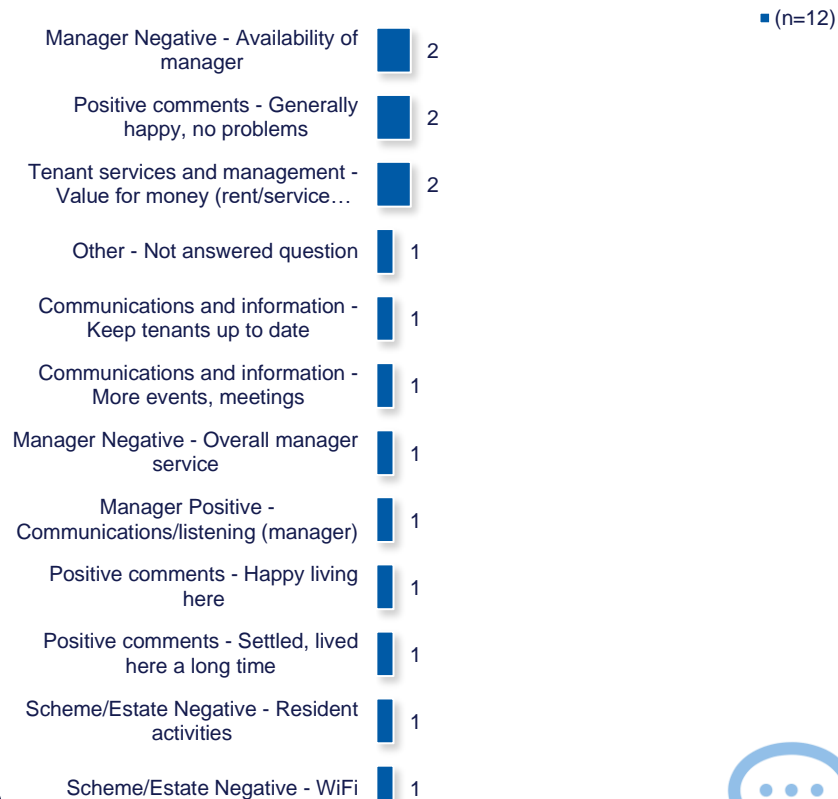 (n=12)
Manager Negative - Availability of
manager
2
Positive comments - Generally
happy, no problems
2
Tenant services and management -
Value for money (rent/service…
2
Other - Not answered question
1
Communications and information -
Keep tenants up to date
1
Communications and information -
More events, meetings
1
Manager Negative - Overall manager
service
1
Manager Positive -
Communications/listening (manager)
1
Positive comments - Happy living
here
1
Positive comments - Settled, lived
here a long time
1
Scheme/Estate Negative - Resident
activities
1
Scheme/Estate Negative - WiFi
1